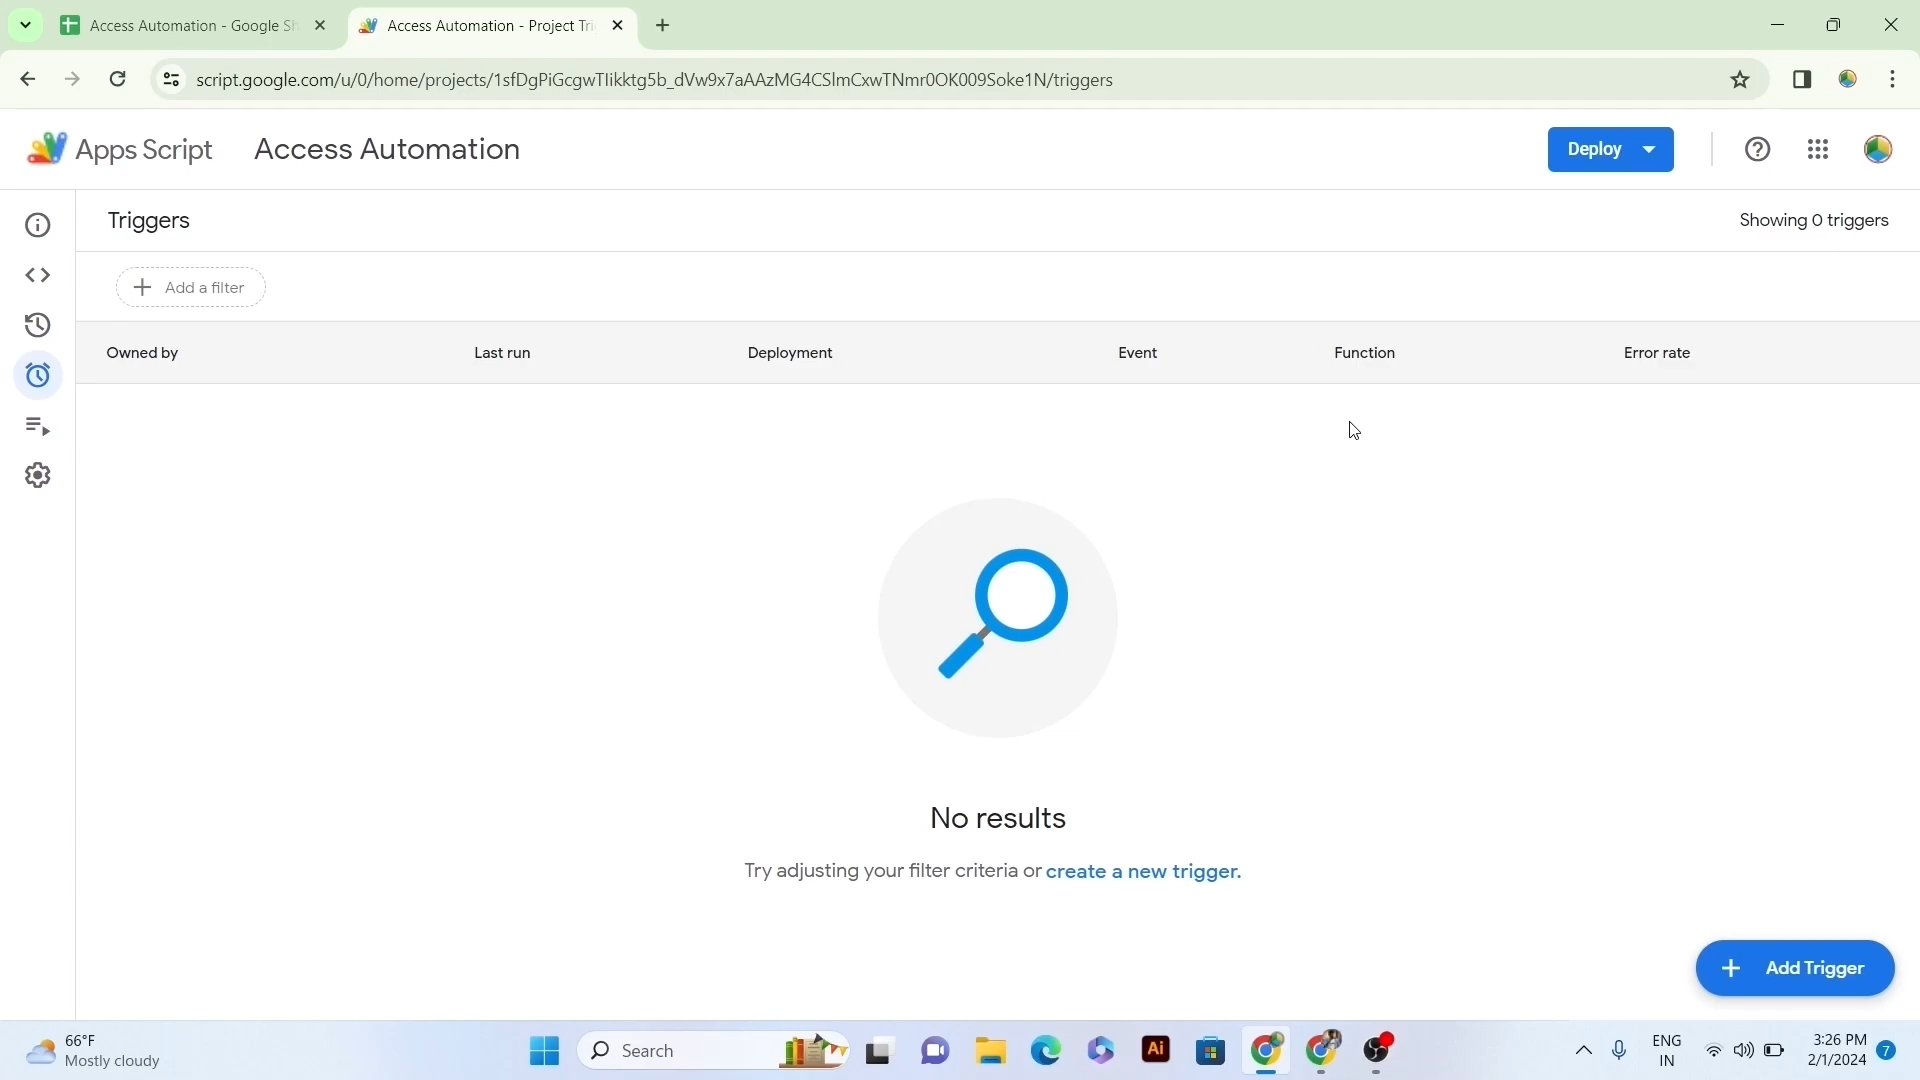 Access Automation - Google Sh
Access Automation - Project Tri
script.google.com/u/0/home/projects/1sfDgPiGcgwTlikktg5b_dVw9x7aAAzMG4CSlmCxwTNmr0OK009Soke1N/triggers
Apps Script
Access Automation
Deploy
Triggers
Showing 0 triggers
Add a filter
Owned by Last run Deployment Event Function Error rate
No results
Try adjusting your filter criteria or create a new trigger.
Add Trigger
66°F
Mostly cloudy
Search
Ai
ENG
IN
3:26 PM
2/1/2024
7